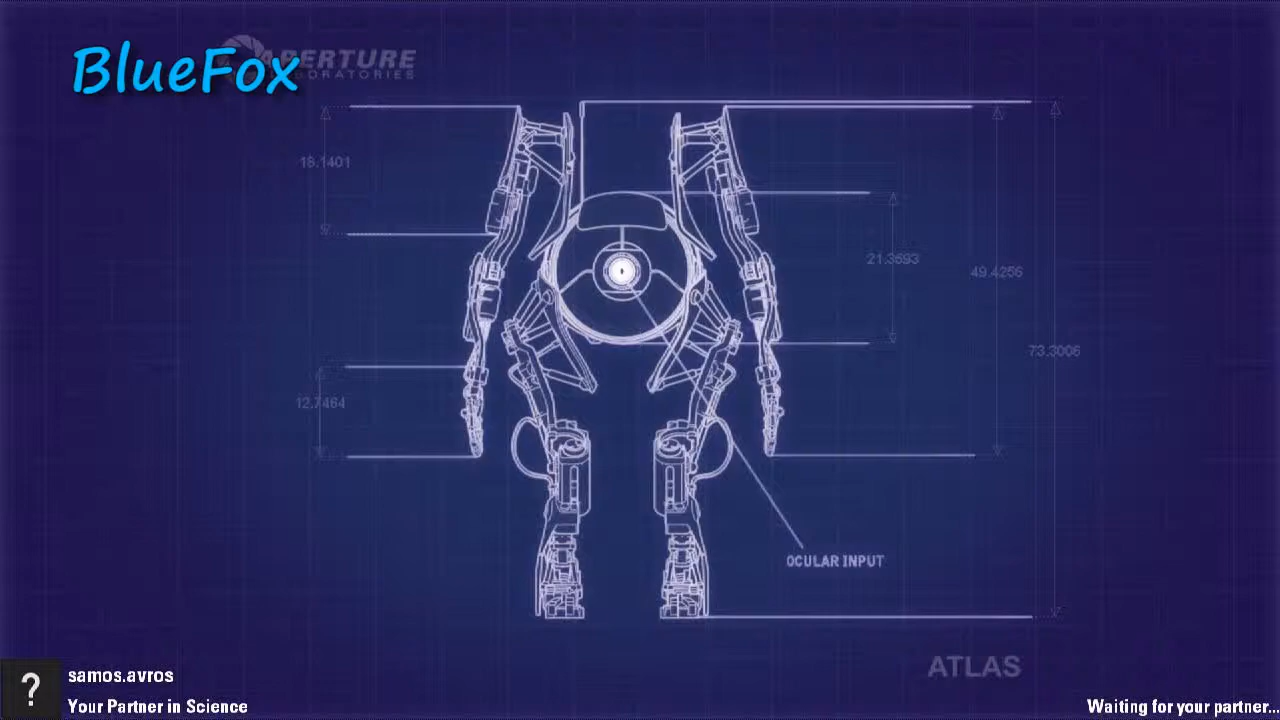 BlueFox
APERTURE
LABORATORIES
18.1401
21.3593
49.4256
73.3006
12.7464
OCULAR INPUT
ATLAS
?
samos.avros
Your Partner in Science
Waiting for your partner...